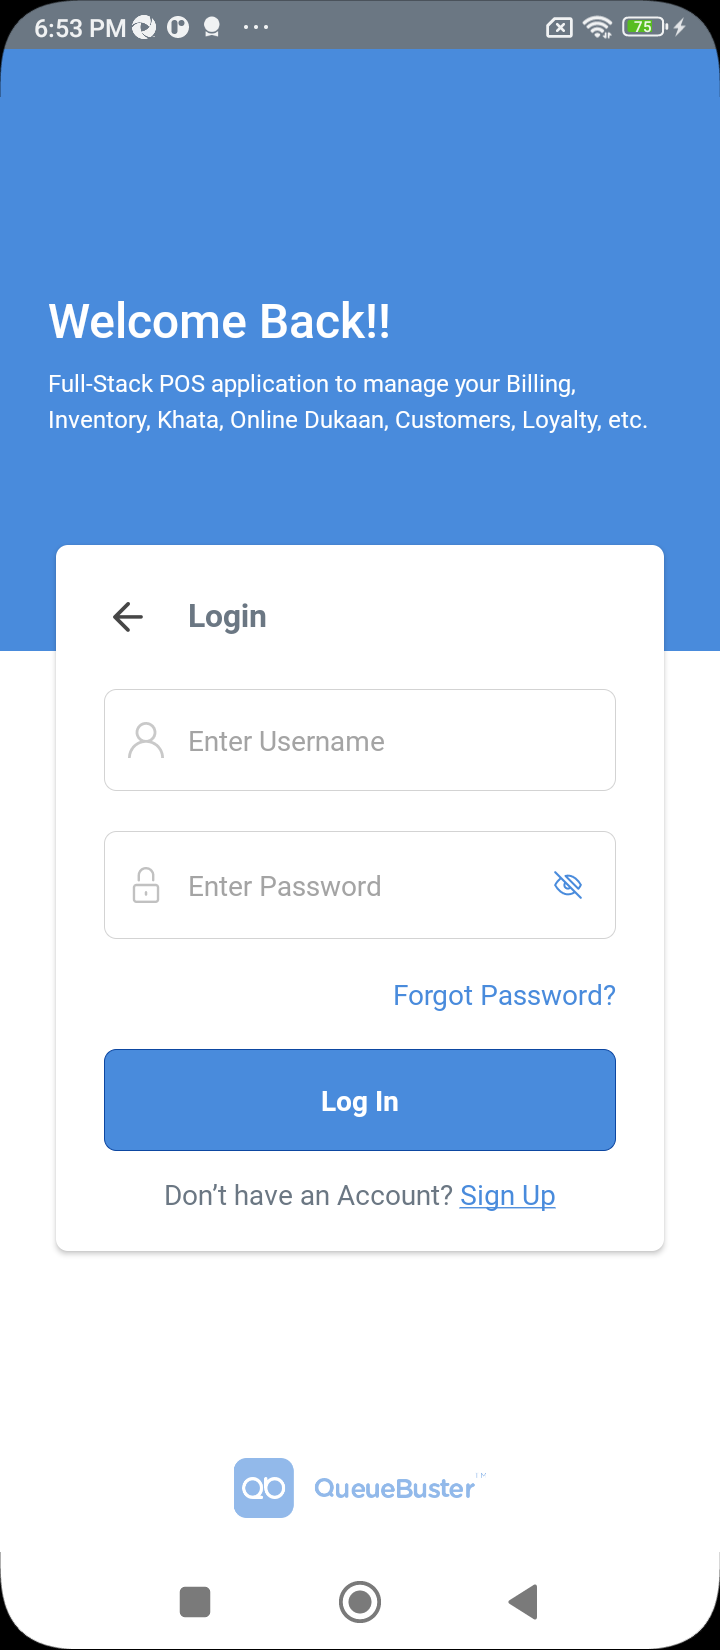 6:53 PM
75
Welcome Back!!
Full-Stack POS application to manage your Billing,
Inventory, Khata, Online Dukaan, Customers, Loyalty, etc.
Login
Enter Username
Enter Password
Forgot Password?
Log In
Don’t have an Account? Sign Up
QueueBuster™